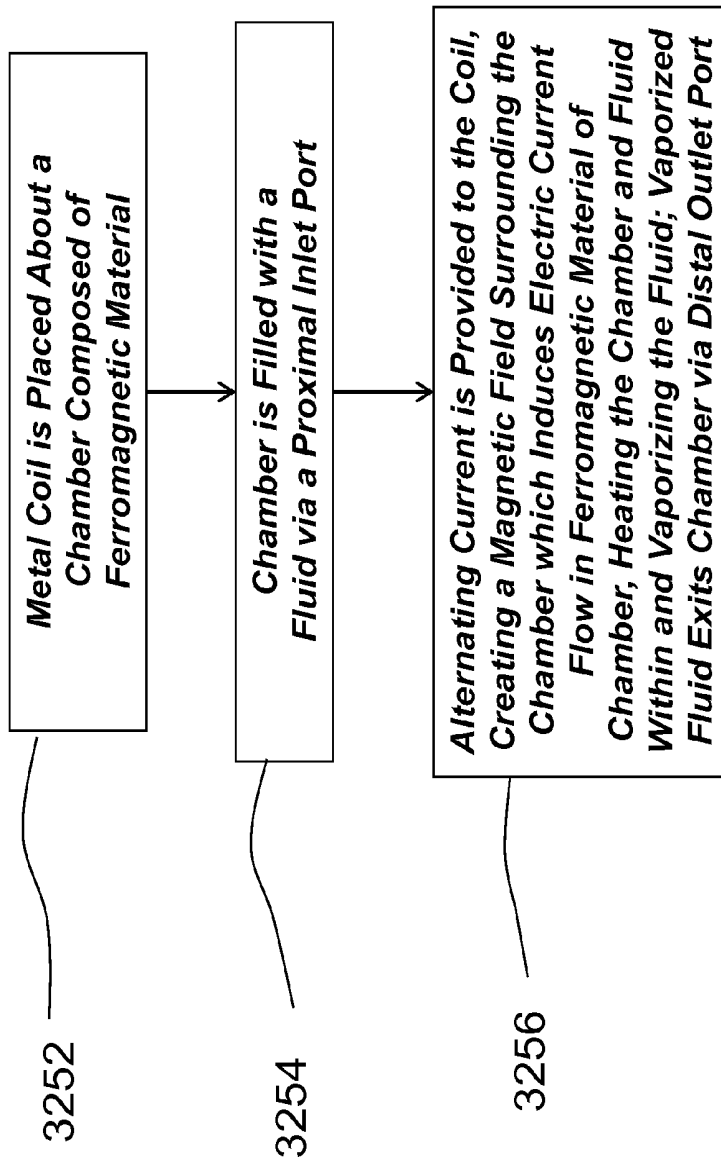 3252
Metal Coil is Placed About a
Chamber Composed of
Ferromagnetic Material
3254
Chamber is Filled with a
Fluid via a Proximal Inlet Port
3256
Alternating Current is Provided to the Coil,
Creating a Magnetic Field Surrounding the
Chamber which Induces Electric Current
Flow in Ferromagnetic Material of
Chamber, Heating the Chamber and Fluid
Within and Vaporizing the Fluid; Vaporized
Fluid Exits Chamber via Distal Outlet Port